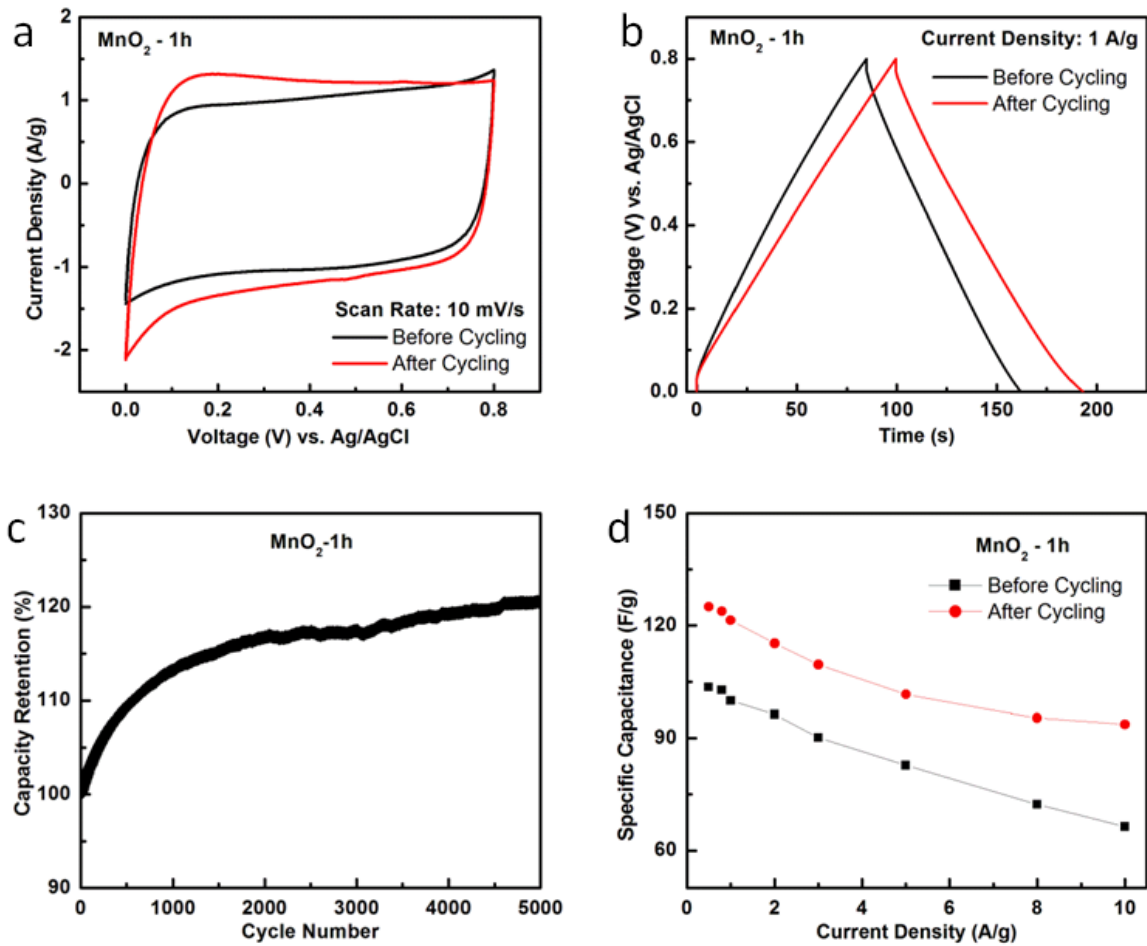 a
MnO2 - 1h
2
1
0
-1
-2
Current Density (A/g)
Scan Rate: 10 mV/s
Before Cycling
After Cycling
0.0 0.2 0.4 0.6 0.8
Voltage (V) vs. Ag/AgCl
b
MnO2 - 1h
Current Density: 1 A/g
Before Cycling
After Cycling
0.8
0.6
0.4
0.2
0.0
Voltage (V) vs. Ag/AgCl
0 50 100 150 200
Time (s)
c
MnO2-1h
130
120
110
100
90
Capacity Retention (%)
0 1000 2000 3000 4000 5000
Cycle Number
d
MnO2 - 1h
Before Cycling
After Cycling
150
120
90
60
Specific Capacitance (F/g)
0 2 4 6 8 10
Current Density (A/g)